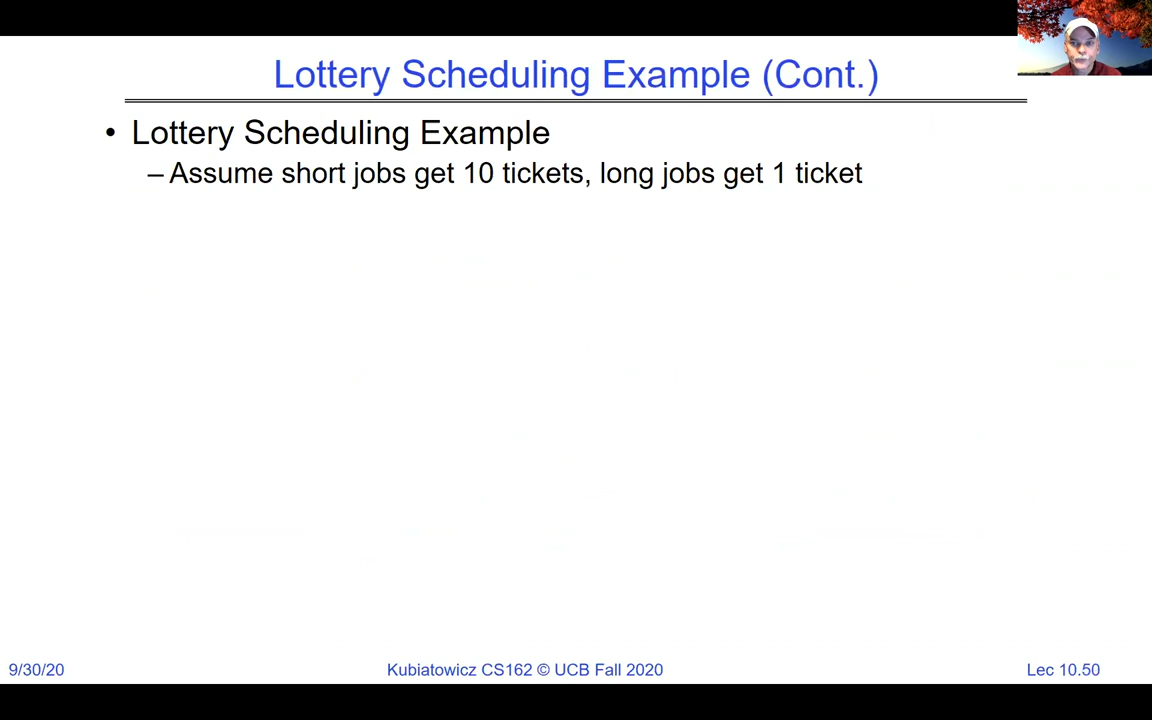 Lottery Scheduling Example (Cont.)
• Lottery Scheduling Example
– Assume short jobs get 10 tickets, long jobs get 1 ticket
9/30/20
Kubiatowicz CS162 © UCB Fall 2020
Lec 10.50